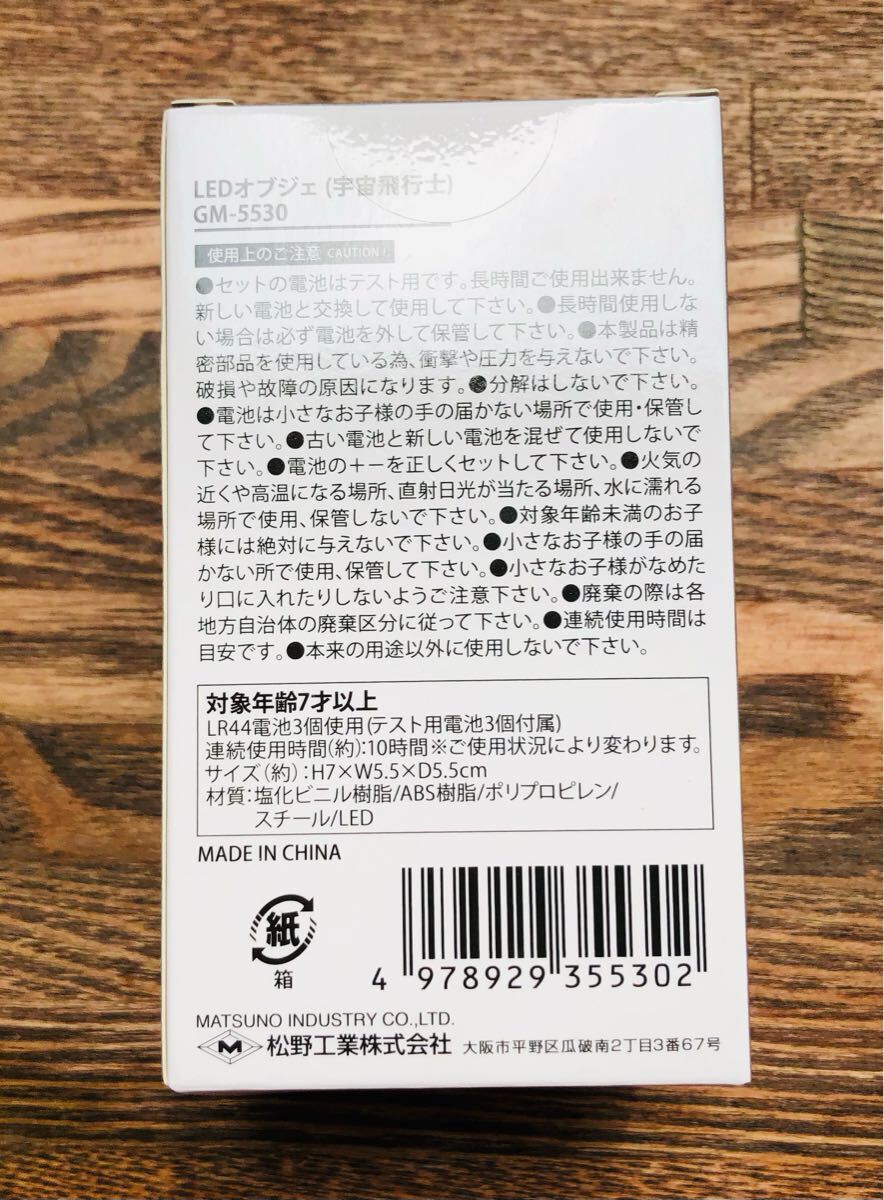 LEDオブジェ (宇宙飛行士)
GM-5530
使用上のご注意 CAUTION!
●セットの電池はテスト用です。長時間ご使用出来ません。
新しい電池と交換して使用して下さい。●長時間使用しな
い場合は必ず電池を外して保管して下さい。●本製品は精
密部品を使用している為、衝撃や圧力を与えないで下さい。
破損や故障の原因になります。●分解はしないで下さい。
●電池は小さなお子様の手の届かない場所で使用・保管し
て下さい。●古い電池と新しい電池を混ぜて使用しないで
下さい。●電池の+-を正しくセットして下さい。●火気の
近くや高温になる場所、直射日光が当たる場所、水に濡れる
場所で使用、保管しないで下さい。●対象年齢未満のお子
様には絶対に与えないで下さい。●小さなお子様の手の届
かない所で使用、保管して下さい。●小さなお子様がなめた
り口に入れたりしないようご注意下さい。●廃棄の際は各
地方自治体の廃棄区分に従って下さい。●連続使用時間は
目安です。●本来の用途以外に使用しないで下さい。
対象年齢7才以上
LR44電池3個使用(テスト用電池3個付属)
連続使用時間(約):10時間※ご使用状況により変わります。
サイズ(約):H7×W5.5×D5.5cm
材質:塩化ビニル樹脂/ABS樹脂/ポリプロピレン/
スチール/LED
MADE IN CHINA
紙
箱
4 978929 355302
MATSUNO INDUSTRY CO.,LTD.
M 松野工業株式会社 大阪市平野区瓜破南2丁目3番67号